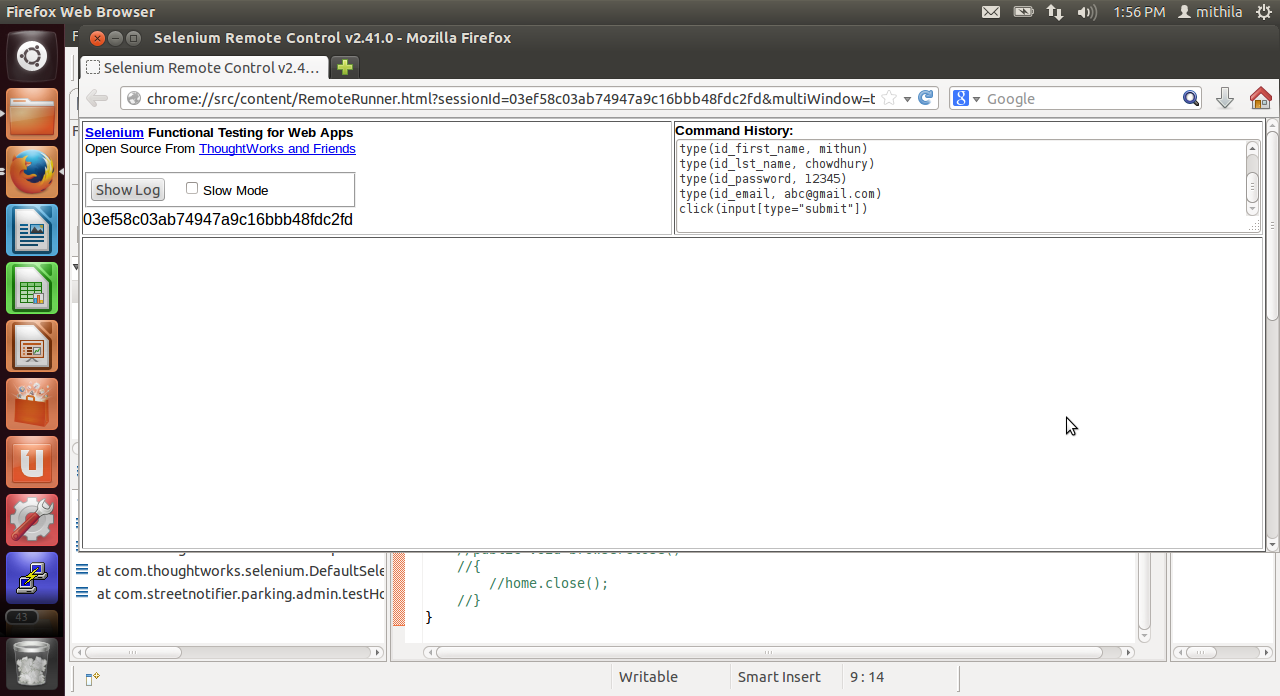 Firefox Web Browser
1:56 PM mithila
Selenium Remote Control v2.41.0 - Mozilla Firefox
Selenium Remote Control v2.4...
chrome://src/content/RemoteRunner.html?sessionId=03ef58c03ab74947a9c16bbb48fdc2fd&multiWindow=t
Google
Selenium Functional Testing for Web Apps
Open Source From ThoughtWorks and Friends
Show Log Slow Mode
03ef58c03ab74947a9c16bbb48fdc2fd
Command History:
type(id_first_name, mithun)
type(id_lst_name, chowdhury)
type(id_password, 12345)
type(id_email, abc@gmail.com)
click(input[type="submit"])
at com.thoughtworks.selenium.DefaultSele
at com.streetnotifier.parking.admin.testHo
//{
//home.close();
//}
}
43
Writable
Smart Insert
9 : 14